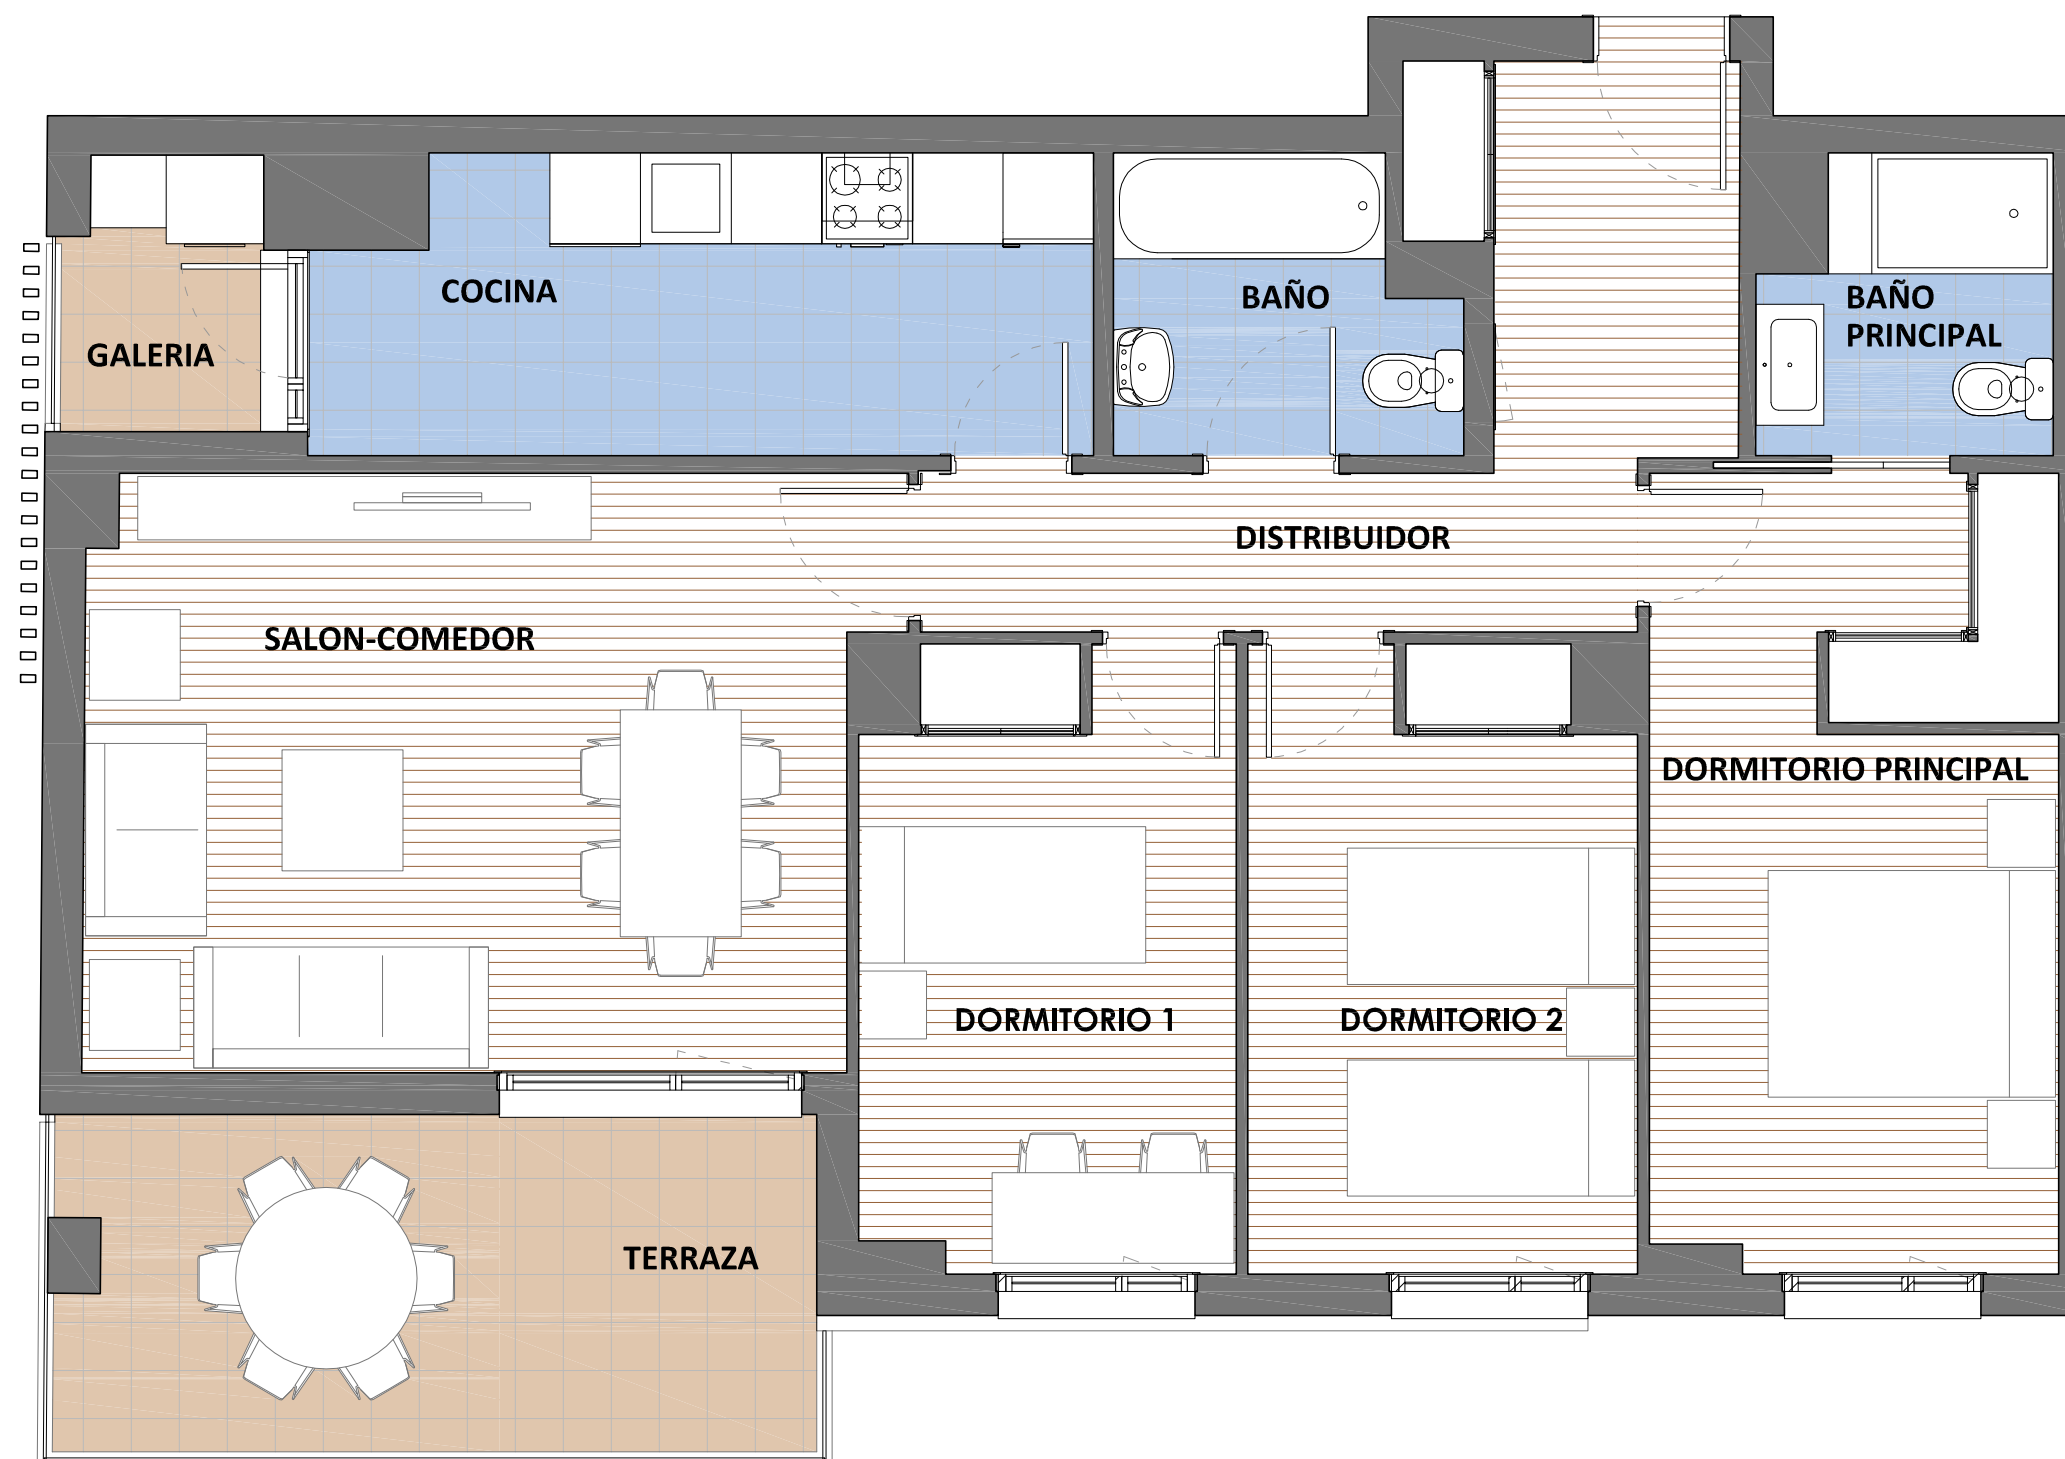 COCINA
BAÑO
BAÑO
PRINCIPAL
GALERIA
DISTRIBUIDOR
SALON-COMEDOR
DORMITORIO PRINCIPAL
DORMITORIO 1
DORMITORIO 2
TERRAZA